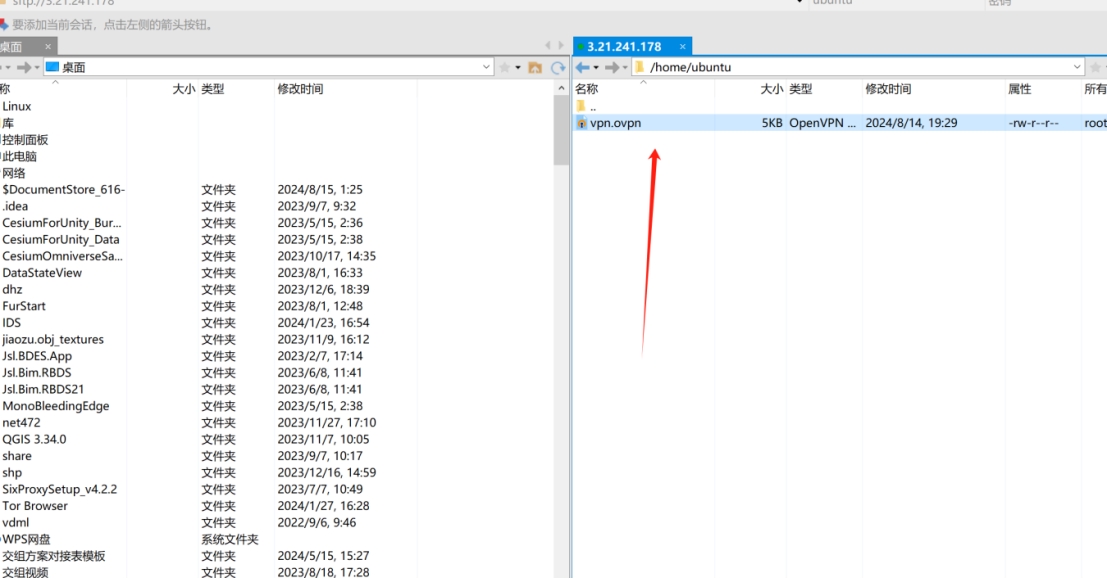 sftp://3.21.241.178 ubuntu 密码
要添加当前会话，点击左侧的箭头按钮。
桌面 × 3.21.241.178 ×
桌面 /home/ubuntu
称 大小 类型 修改时间 名称 大小 类型 修改时间 属性 所有
Linux ..
库 vpn.ovpn 5KB OpenVPN ... 2024/8/14, 19:29 -rw-r--r-- root
控制面板
此电脑
网络
$DocumentStore_616- 文件夹 2024/8/15, 1:25
.idea 文件夹 2023/9/7, 9:32
CesiumForUnity_Bur... 文件夹 2023/5/15, 2:36
CesiumForUnity_Data 文件夹 2023/5/15, 2:38
CesiumOmniverseSa... 文件夹 2023/10/17, 14:35
DataStateView 文件夹 2023/8/1, 16:33
dhz 文件夹 2023/12/6, 18:39
FurStart 文件夹 2023/8/1, 12:48
IDS 文件夹 2024/1/23, 16:54
jiaozu.obj_textures 文件夹 2023/11/9, 16:12
Jsl.BDES.App 文件夹 2023/2/7, 17:14
Jsl.Bim.RBDS 文件夹 2023/6/8, 11:41
Jsl.Bim.RBDS21 文件夹 2023/6/8, 11:41
MonoBleedingEdge 文件夹 2023/5/15, 2:38
net472 文件夹 2023/11/27, 17:10
QGIS 3.34.0 文件夹 2023/11/7, 10:05
share 文件夹 2023/9/7, 10:17
shp 文件夹 2023/12/16, 14:59
SixProxySetup_v4.2.2 文件夹 2023/7/7, 10:49
Tor Browser 文件夹 2024/1/27, 16:28
vdml 文件夹 2022/9/6, 9:46
WPS网盘 系统文件夹
交组方案对接表模板 文件夹 2024/5/15, 15:27
交组视频 文件夹 2023/8/18, 17:28